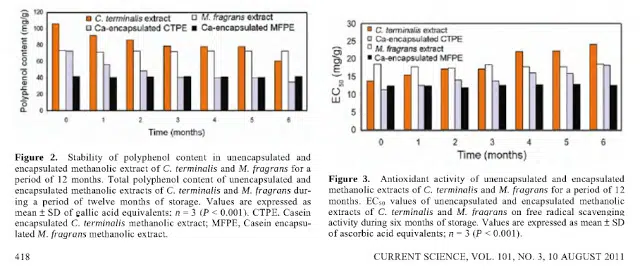 120
100
80
60
40
20
0
Polyphenol content (mg/g)
C. terminalis extract
M. fragrans extract
Ca-encapsulated CTPE
Ca-encapsulated MFPE
0 1 2 3 4 5 6
Time (months)
Figure 2. Stability of polyphenol content in unencapsulated and
encapsulated methanolic extract of C. terminalis and M. fragrans for a
period of 12 months. Total polyphenol content of unencapsulated and
encapsulated methanolic extracts of C. terminalis and M. fragrans dur-
ing a period of twelve months of storage. Values are expressed as
mean ± SD of gallic acid equivalents; n = 3 (P < 0.001). CTPE, Casein
encapsulated C. terminalis methanolic extract; MFPE, Casein encapsu-
lated M. fragrans methanolic extract.
30
25
20
15
10
5
0
EC50 (mg/g)
C. terminalis extract
Ca-encapsulated CTPE
M. fragrans extract
Ca-encapsulated MFPE
0 1 2 3 4 5 6
Time (months)
Figure 3. Antioxidant activity of unencapsulated and encapsulated
methanolic extracts of C. terminalis and M. fragrans for a period of 12
months. EC50 values of unencapsulated and encapsulated methanolic
extracts of C. terminalis and M. fragrans on free radical scavenging
activity during six months of storage. Values are expressed as mean ± SD
of ascorbic acid equivalents; n = 3 (P < 0.001).
418
CURRENT SCIENCE, VOL. 101, NO. 3, 10 AUGUST 2011